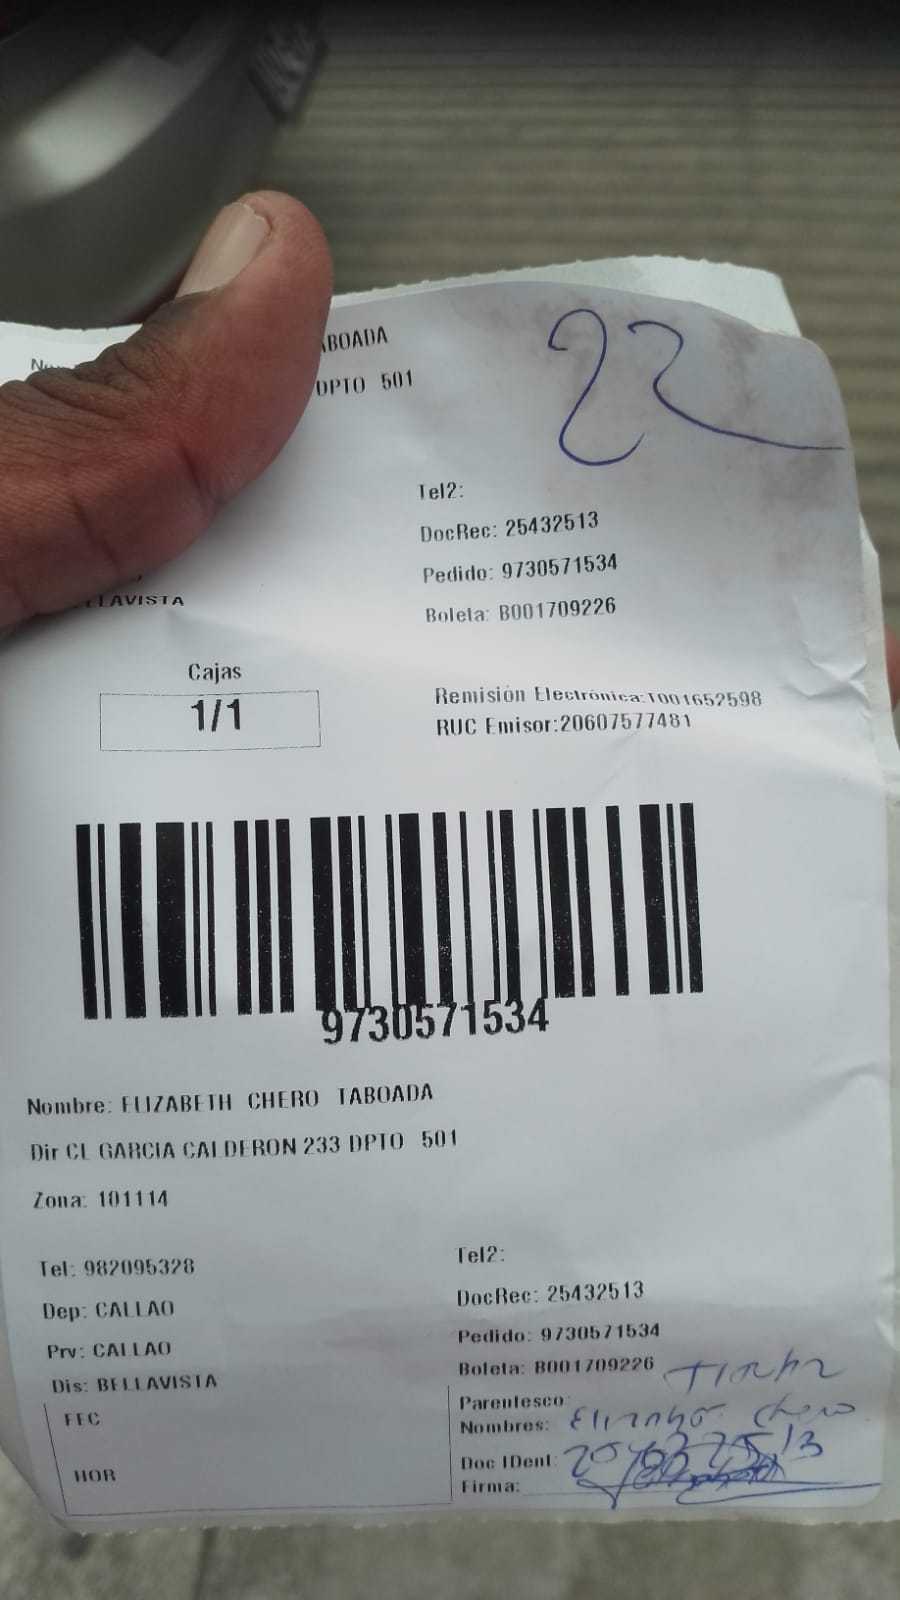 22
TABOADA
DPTO 501
Tel2:
DocRec: 25432513
Pedido: 9730571534
BELLAVISTA
Boleta: B001709226
Cajas
1/1
Remisión Electrónica:T001652598
RUC Emisor:20607577481
9730571534
Nombre: ELIZABETH CHERO TABOADA
Dir CL GARCIA CALDERON 233 DPTO 501
Zona: 101114
Tel: 982095328
Tel2:
DocRec: 25432513
Dep: CALLAO
Pedido: 9730571534
Prv: CALLAO
Boleta: B001709226
Dis: BELLAVISTA
Parentesco:
FEC
Nombres: Chero
HOR
Doc IDent:
Firma: